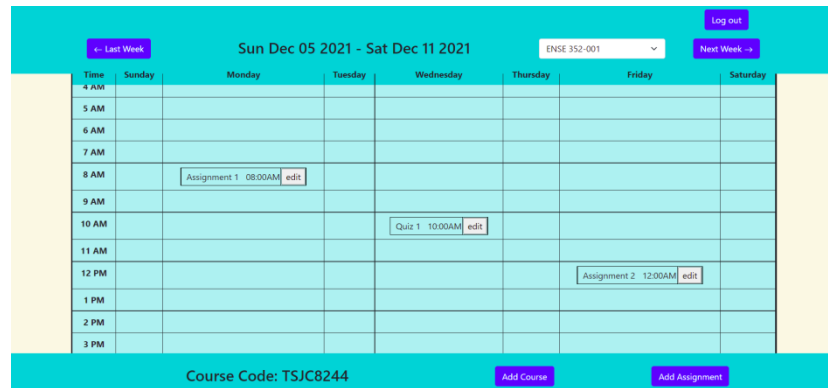 Log out
← Last Week Sun Dec 05 2021 - Sat Dec 11 2021 ENSE 352-001 Next Week →
Time Sunday Monday Tuesday Wednesday Thursday Friday Saturday
4 AM
5 AM
6 AM
7 AM
8 AM Assignment 1 08:00AM edit
9 AM
10 AM Quiz 1 10:00AM edit
11 AM
12 PM Assignment 2 12:00AM edit
1 PM
2 PM
3 PM
Course Code: TSJC8244 Add Course Add Assignment